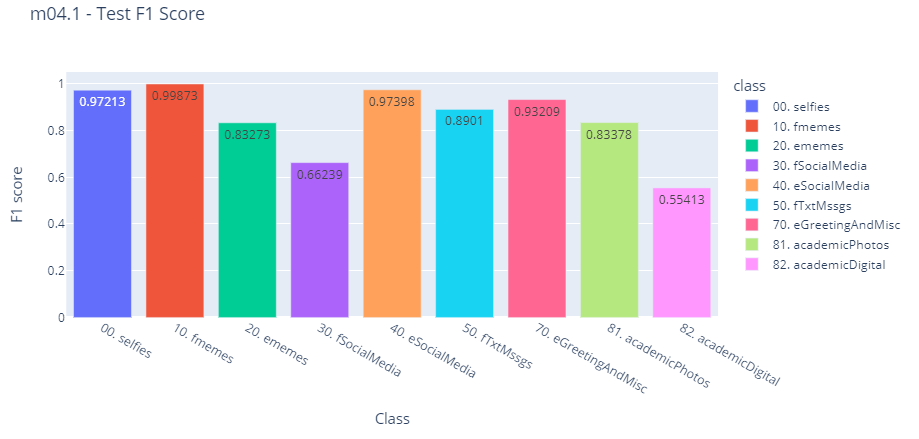 m04.1 - Test F1 Score
F1 score
1
0.8
0.6
0.4
0.2
0
0.97213
0.99873
0.83273
0.66239
0.97398
0.8901
0.93209
0.83378
0.55413
00. selfies
10. fmemes
20. ememes
30. fSocialMedia
40. eSocialMedia
50. fTxtMssgs
70. eGreetingAndMisc
81. academicPhotos
82. academicDigital
Class
class
00. selfies
10. fmemes
20. ememes
30. fSocialMedia
40. eSocialMedia
50. fTxtMssgs
70. eGreetingAndMisc
81. academicPhotos
82. academicDigital